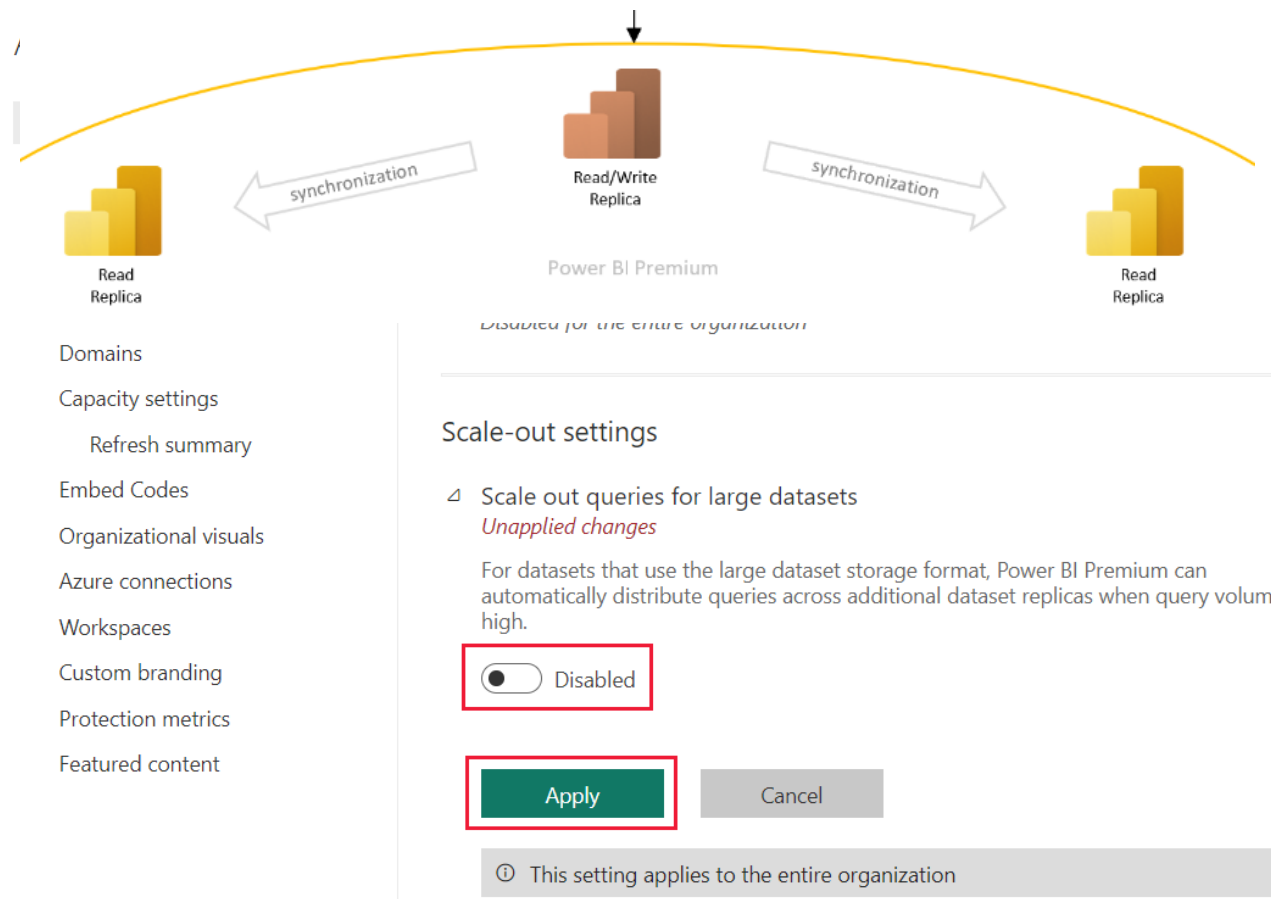 synchronization
synchronization
Read/Write
Replica
Read
Replica
Power BI Premium
Read
Replica
Disabled for the entire organization
Domains
Capacity settings
Refresh summary
Embed Codes
Organizational visuals
Azure connections
Workspaces
Custom branding
Protection metrics
Featured content
Scale-out settings
Scale out queries for large datasets
Unapplied changes
For datasets that use the large dataset storage format, Power BI Premium can
automatically distribute queries across additional dataset replicas when query volum
high.
Disabled
Apply
Cancel
This setting applies to the entire organization